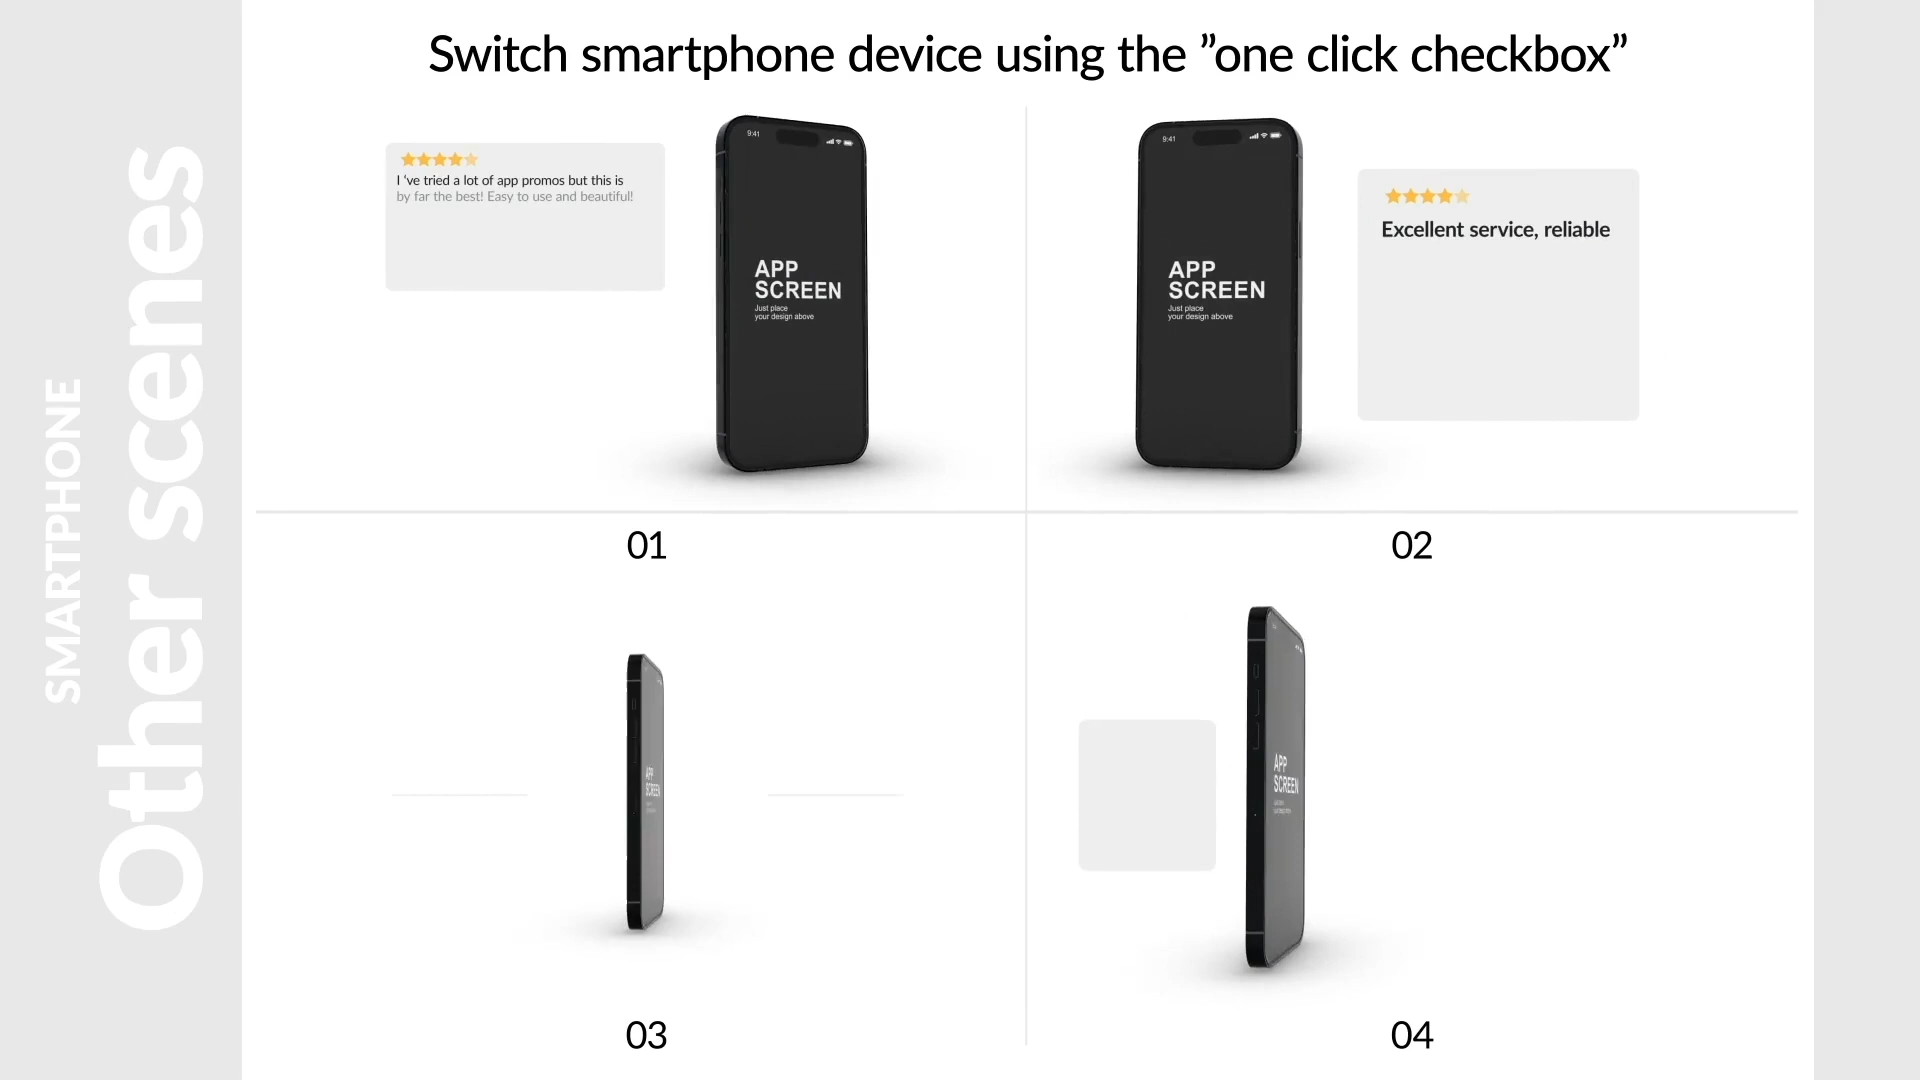 SMARTPHONE
Other scenes
Switch smartphone device using the ”one click checkbox”
I ‘ve tried a lot of app promos but this is
by far the best! Easy to use and beautiful!
9:41
APP
SCREEN
Just place
your design above
9:41
APP
SCREEN
Just place
your design above
Excellent service, reliable
01
02
APP
SCREEN
APP
SCREEN
03
04